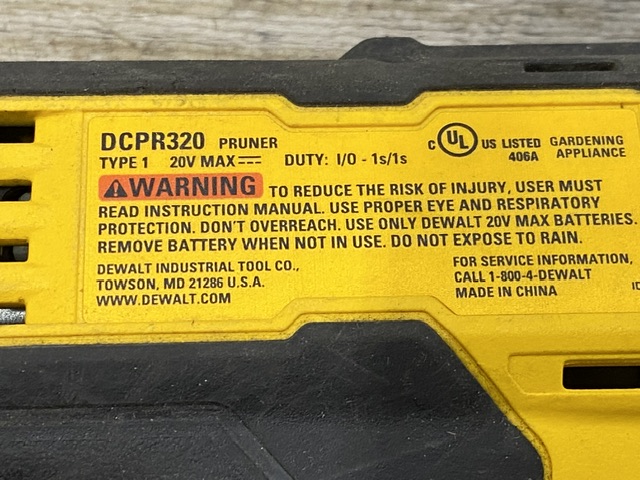 DCPR320 PRUNER
TYPE 1 20V MAX⎓ DUTY: I/O - 1s/1s
C UL US LISTED GARDENING
406A APPLIANCE
⚠WARNING TO REDUCE THE RISK OF INJURY, USER MUST
READ INSTRUCTION MANUAL. USE PROPER EYE AND RESPIRATORY
PROTECTION. DON'T OVERREACH. USE ONLY DEWALT 20V MAX BATTERIES.
REMOVE BATTERY WHEN NOT IN USE. DO NOT EXPOSE TO RAIN.
DEWALT INDUSTRIAL TOOL CO.,
TOWSON, MD 21286 U.S.A.
WWW.DEWALT.COM
FOR SERVICE INFORMATION,
CALL 1-800-4-DEWALT
MADE IN CHINA